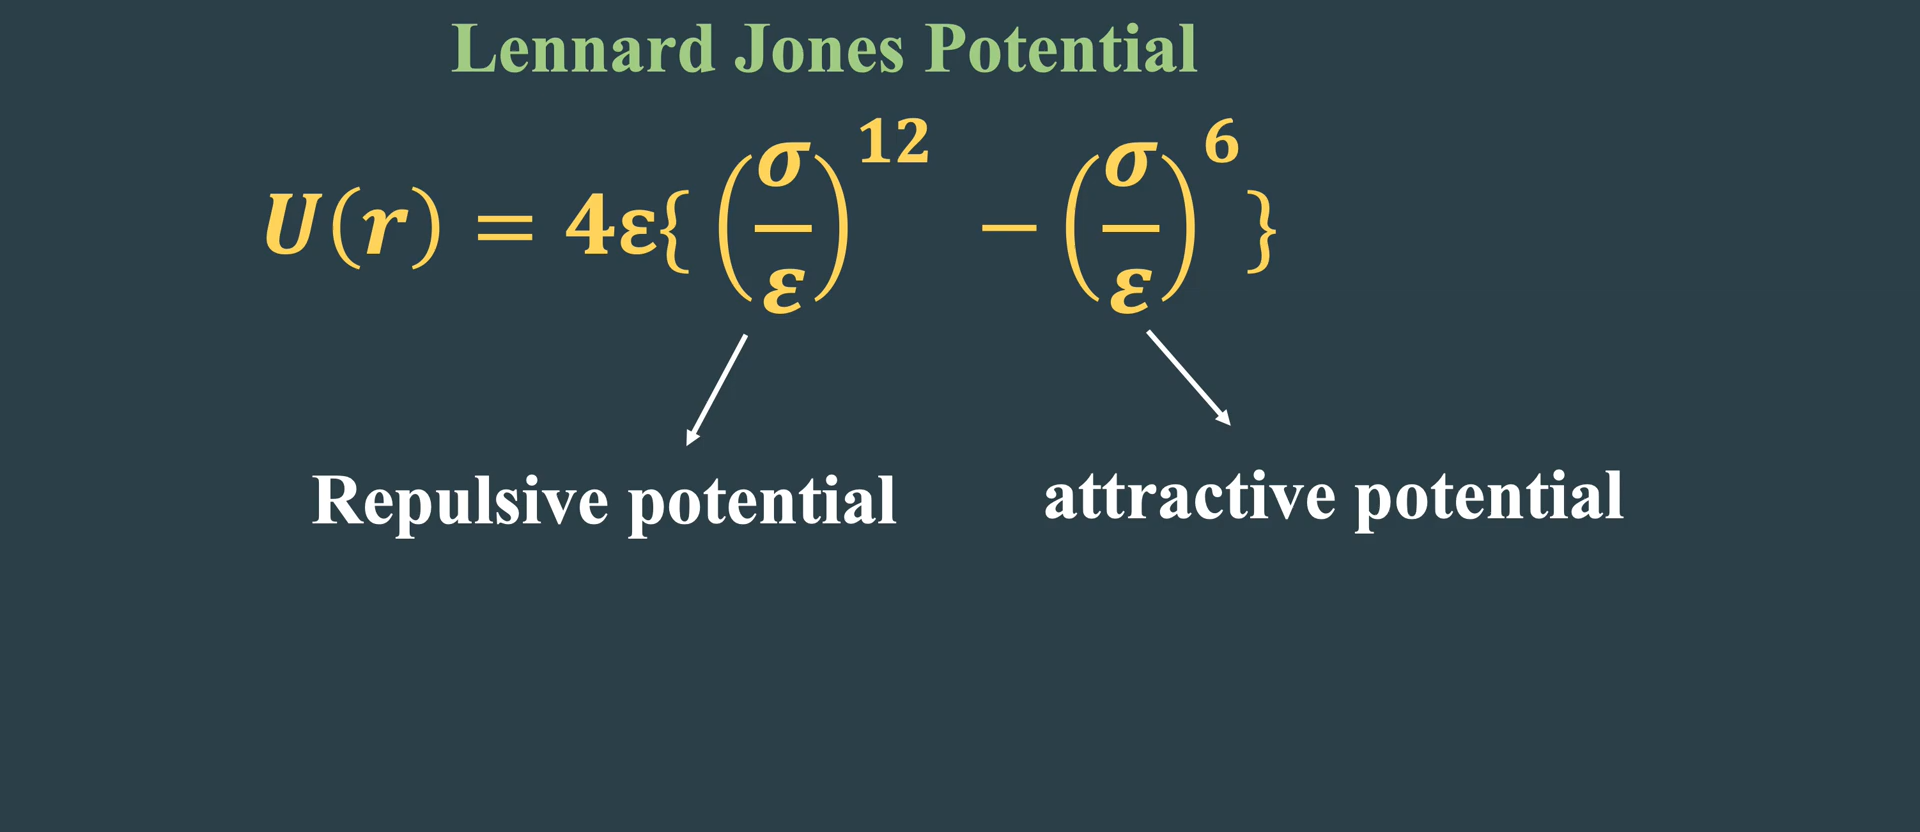 Lennard Jones Potential
U(r) = 4ε{ (σ/ε)^12 − (σ/ε)^6 }
Repulsive potential attractive potential